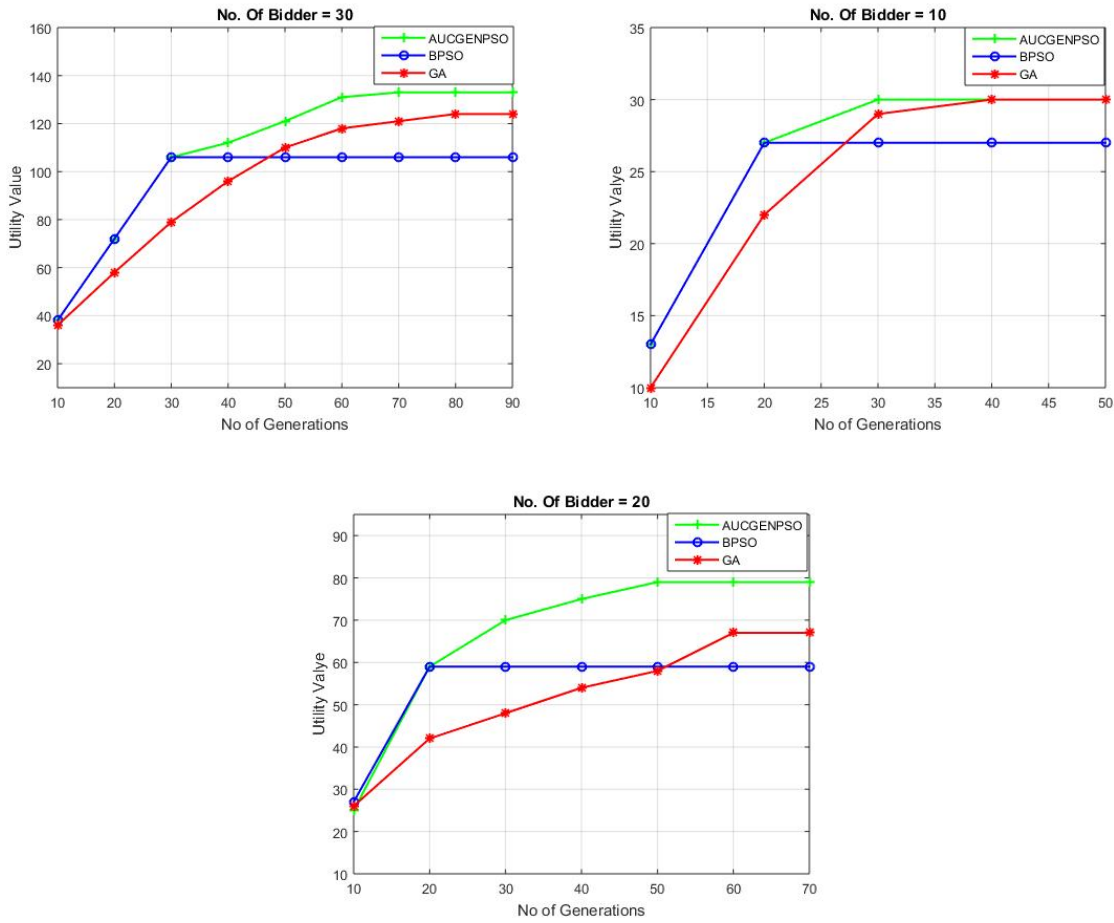 No. Of Bidder = 30
AUCGENPSO
BPSO
GA
160
140
120
100
80
60
40
20
Utility Value
10 20 30 40 50 60 70 80 90
No of Generations
No. Of Bidder = 10
AUCGENPSO
BPSO
GA
35
30
25
20
15
10
Utility Valye
10 15 20 25 30 35 40 45 50
No of Generations
No. Of Bidder = 20
AUCGENPSO
BPSO
GA
90
80
70
60
50
40
30
20
10
Utility Valye
10 20 30 40 50 60 70
No of Generations